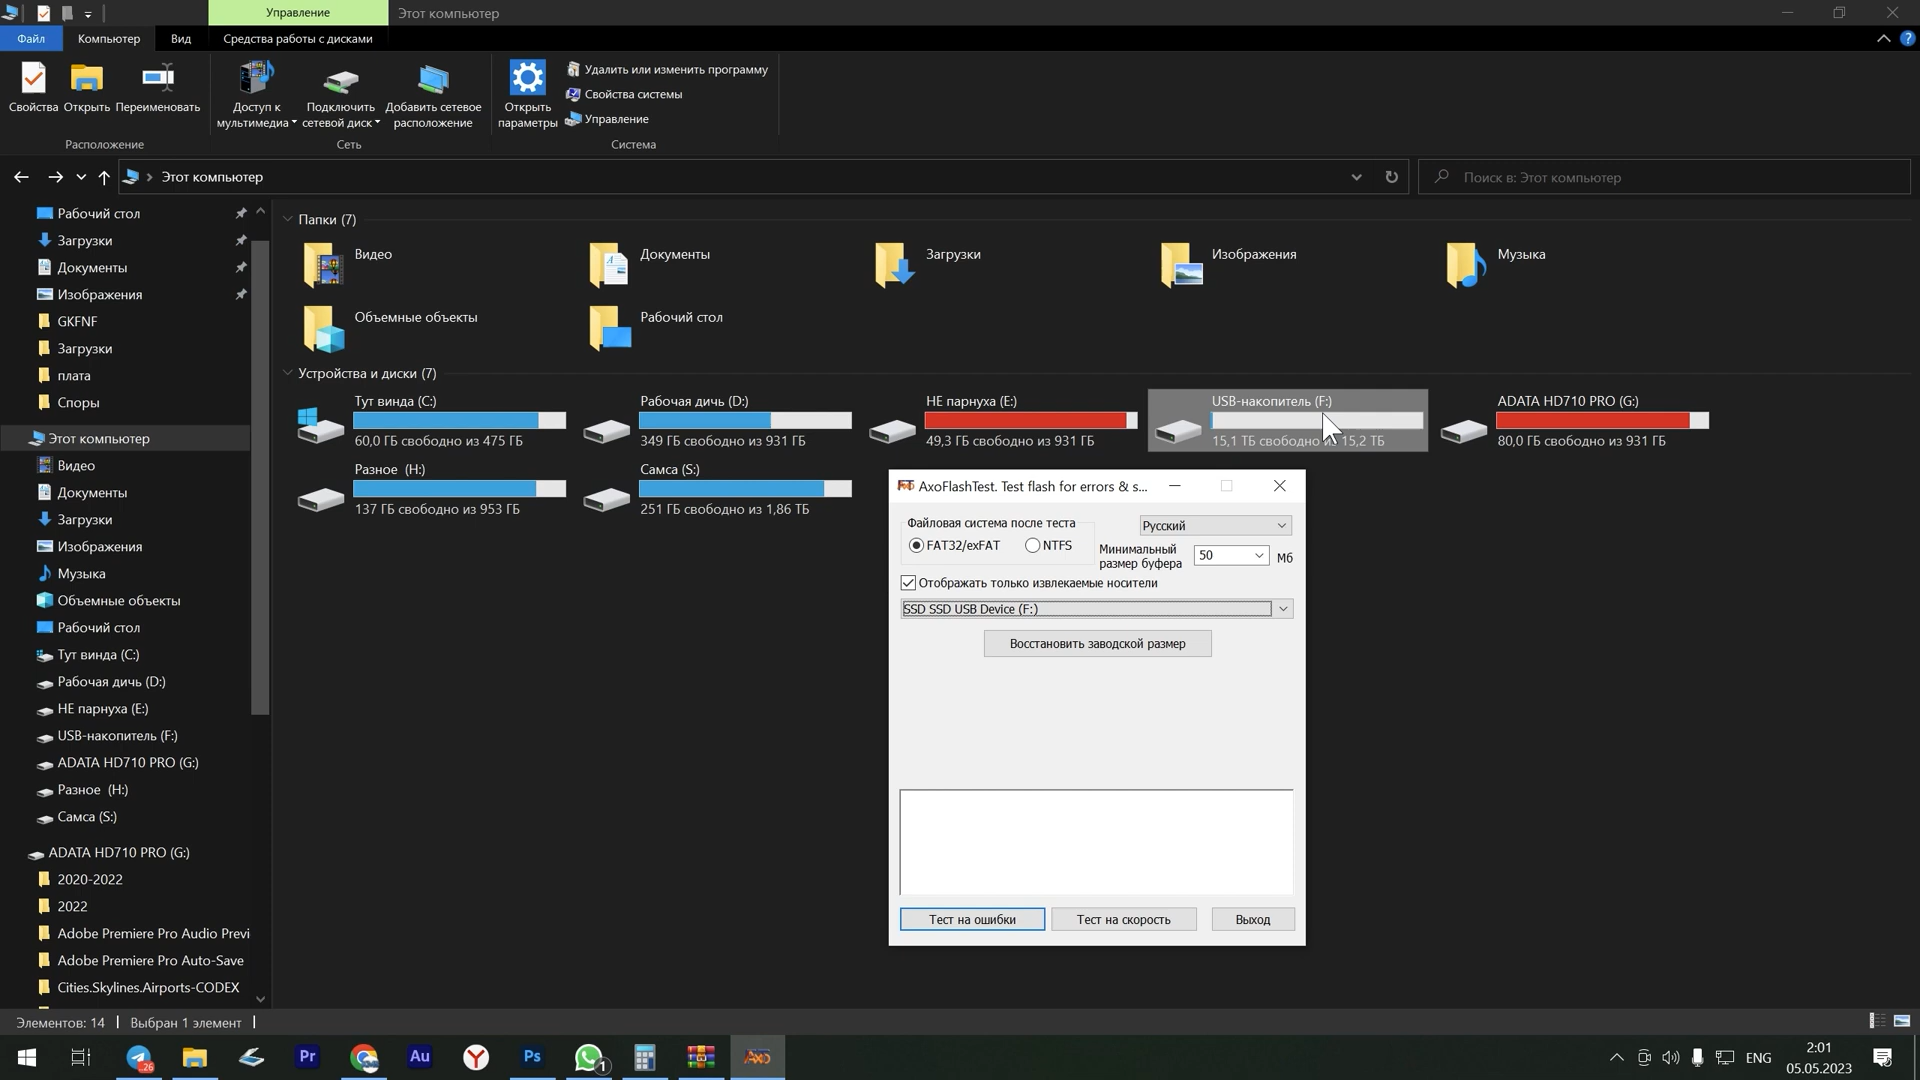 Управление
Этот компьютер
Файл
Компьютер
Вид
Средства работы с дисками
Свойства
Открыть
Переименовать
Доступ к
мультимедиа
Подключить
сетевой диск
Добавить сетевое
расположение
Открыть
параметры
Удалить или изменить программу
Свойства системы
Управление
Расположение
Сеть
Система
Этот компьютер
Поиск в: Этот компьютер
Рабочий стол
Загрузки
Документы
Изображения
GKFNF
Загрузки
плата
Споры
Этот компьютер
Видео
Документы
Загрузки
Изображения
Музыка
Объемные объекты
Рабочий стол
Тут винда (C:)
Рабочая дичь (D:)
НЕ парнуха (E:)
USB-накопитель (F:)
ADATA HD710 PRO (G:)
Разное (H:)
Самса (S:)
ADATA HD710 PRO (G:)
2020-2022
2022
Adobe Premiere Pro Audio Previ
Adobe Premiere Pro Auto-Save
Cities.Skylines.Airports-CODEX
Папки (7)
Видео
Документы
Загрузки
Изображения
Музыка
Объемные объекты
Рабочий стол
Устройства и диски (7)
Тут винда (C:)
60,0 ГБ свободно из 475 ГБ
Рабочая дичь (D:)
349 ГБ свободно из 931 ГБ
НЕ парнуха (E:)
49,3 ГБ свободно из 931 ГБ
USB-накопитель (F:)
15,1 ТБ свободно из 15,2 ТБ
ADATA HD710 PRO (G:)
80,0 ГБ свободно из 931 ГБ
Разное (H:)
137 ГБ свободно из 953 ГБ
Самса (S:)
251 ГБ свободно из 1,86 ТБ
AxoFlashTest. Test flash for errors & s...
Файловая система после теста
FAT32/exFAT
NTFS
Русский
Минимальный
размер буфера
50
Мб
Отображать только извлекаемые носители
SSD SSD USB Device (F:)
Восстановить заводской размер
Тест на ошибки
Тест на скорость
Выход
Элементов: 14
Выбран 1 элемент
26
Pr
Au
Ps
1
Axo
ENG
2:01
05.05.2023